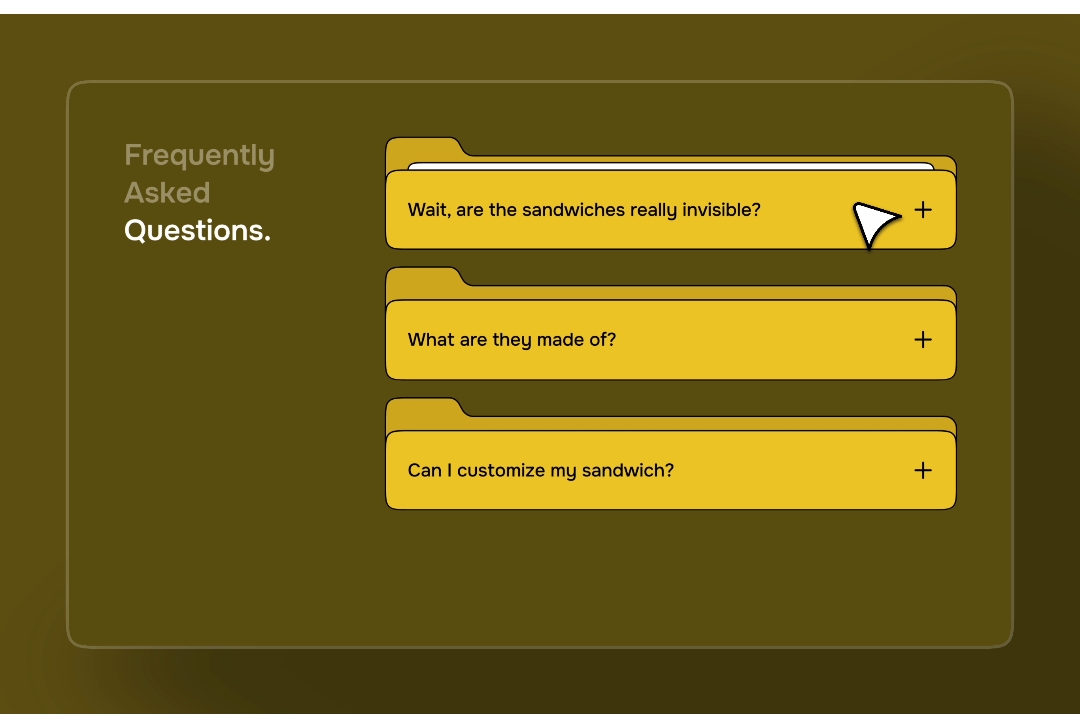 Frequently
Asked
Questions.
Wait, are the sandwiches really invisible?
What are they made of?
Can I customize my sandwich?